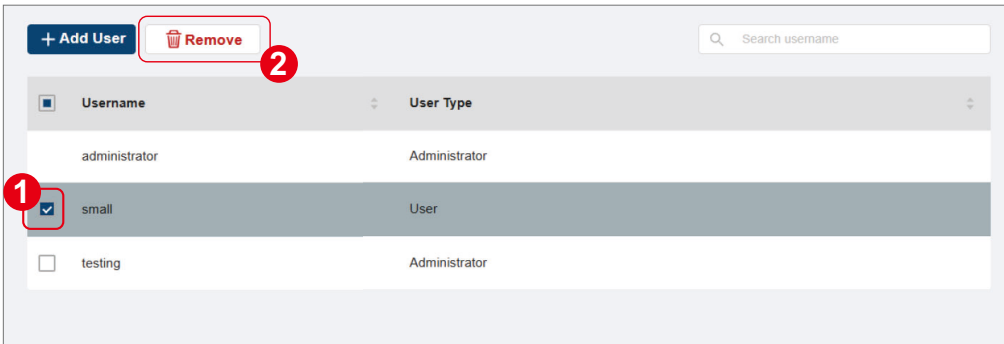 + Add User Remove Search username
2
Username User Type
administrator Administrator
1
small User
testing Administrator